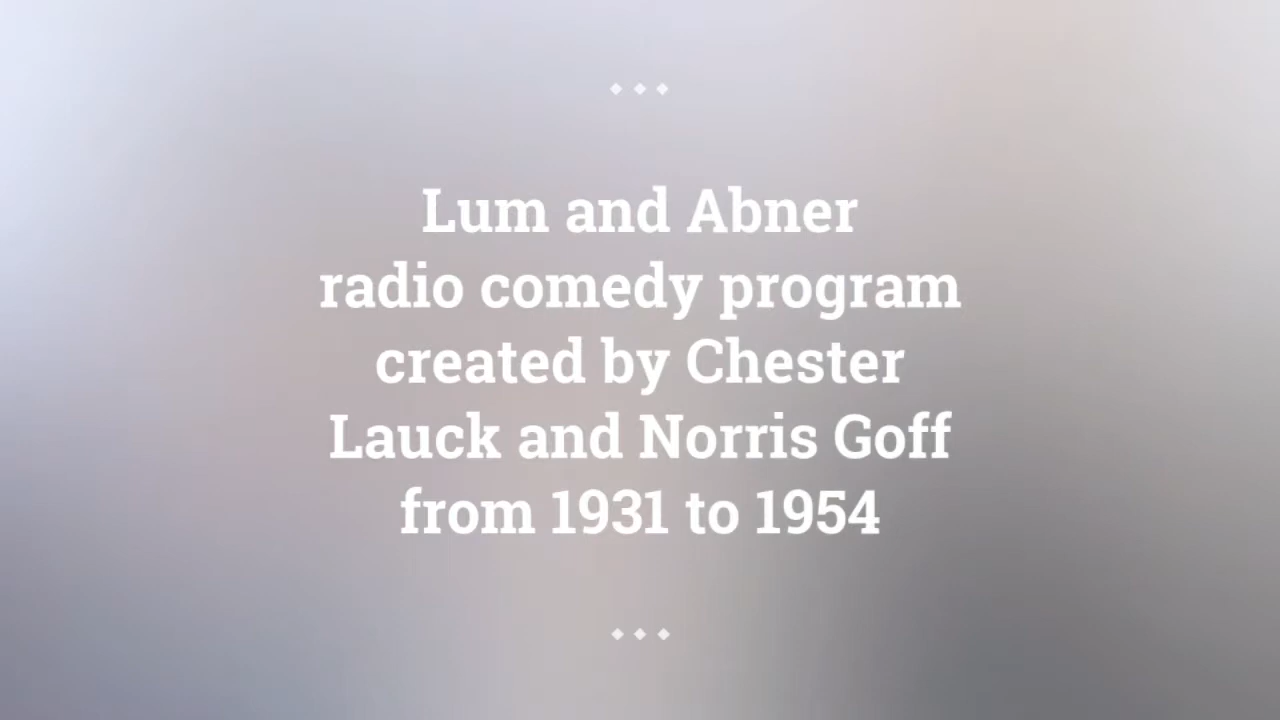 Lum and Abner
radio comedy program
created by Chester
Lauck and Norris Goff
from 1931 to 1954